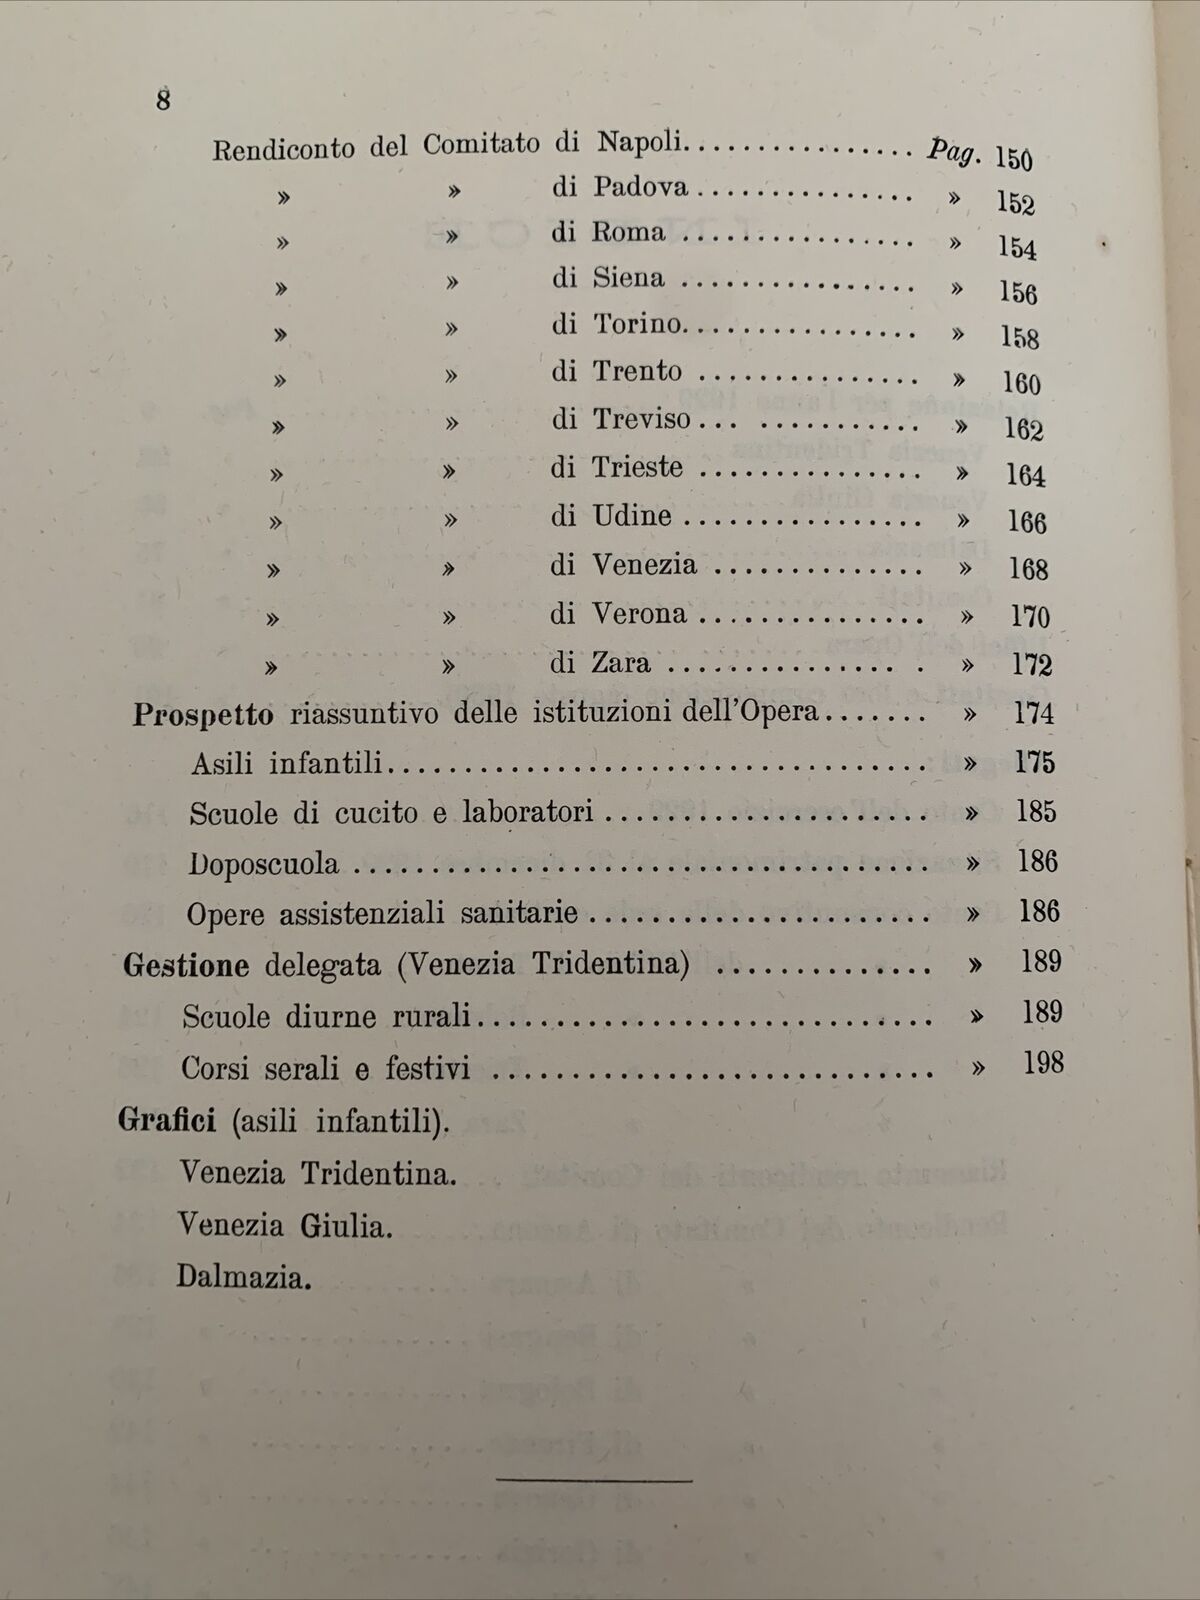 8
Rendiconto del Comitato di Napoli................ Pag. 150
» » di Padova............... » 152
» » di Roma ................ » 154
» » di Siena ................ » 156
» » di Torino................ » 158
» » di Trento ............... » 160
» » di Treviso... ........... » 162
» » di Trieste ............... » 164
» » di Udine ................ » 166
» » di Venezia .............. » 168
» » di Verona ............... » 170
» » di Zara ................ . » 172
Prospetto riassuntivo delle istituzioni dell'Opera....... » 174
Asili infantili................................... » 175
Scuole di cucito e laboratori ..................... » 185
Doposcuola ..................................... » 186
Opere assistenziali sanitarie ...................... » 186
Gestione delegata (Venezia Tridentina) .............. » 189
Scuole diurne rurali.............................. » 189
Corsi serali e festivi ............................. » 198
Grafici (asili infantili).
Venezia Tridentina.
Venezia Giulia.
Dalmazia.